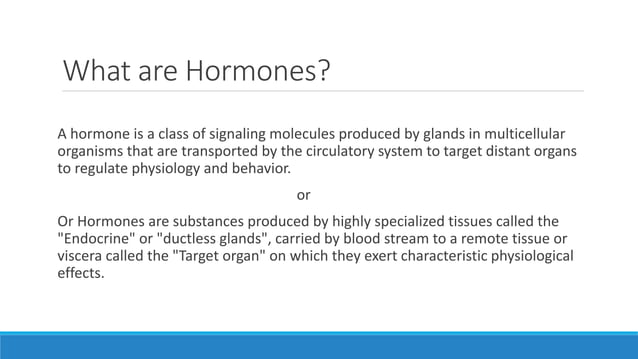 What are Hormones?
A hormone is a class of signaling molecules produced by glands in multicellular
organisms that are transported by the circulatory system to target distant organs
to regulate physiology and behavior.
or
Or Hormones are substances produced by highly specialized tissues called the
"Endocrine" or "ductless glands", carried by blood stream to a remote tissue or
viscera called the "Target organ" on which they exert characteristic physiological
effects.